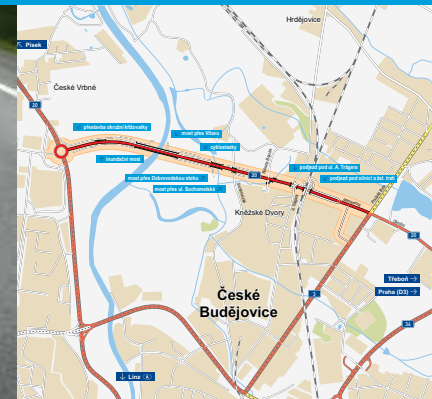 Hrdějovice
↖ Písek
České Vrbné
20
přestavba okružní křižovatky
most přes Vltavu
cyklostezky
inundační most
podjezd pod ul. A. Trägera
most přes Dobrovodskou stoku
20
podjezd pod silnicí a žel. tratí
most přes ul. Suchomelská
Kněžské Dvory
20
Třeboň →
České
Budějovice
3
Praha (D3) →
34
↓ Linz A